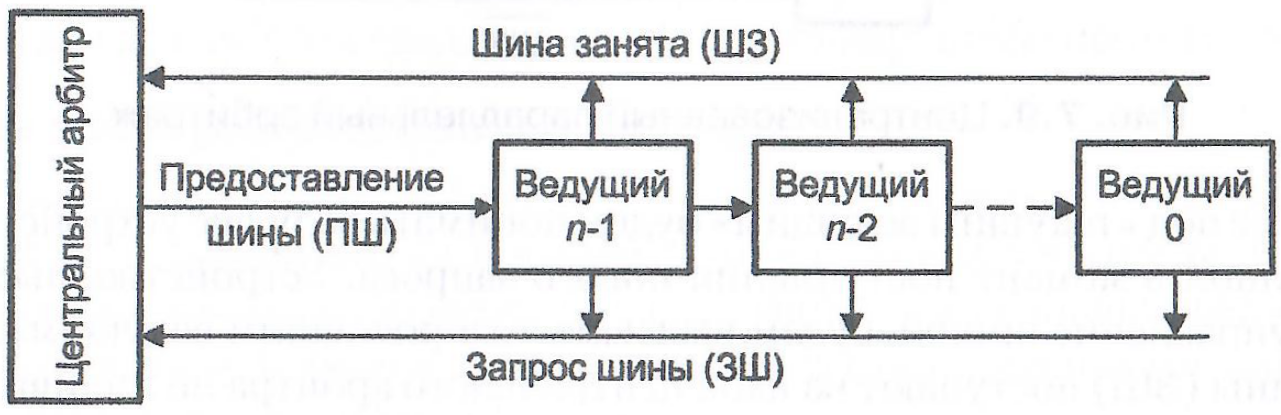 Центральный арбитр
Шина занята (ШЗ)
Предоставление
шины (ПШ)
Ведущий
n-1
Ведущий
n-2
Ведущий
0
Запрос шины (ЗШ)